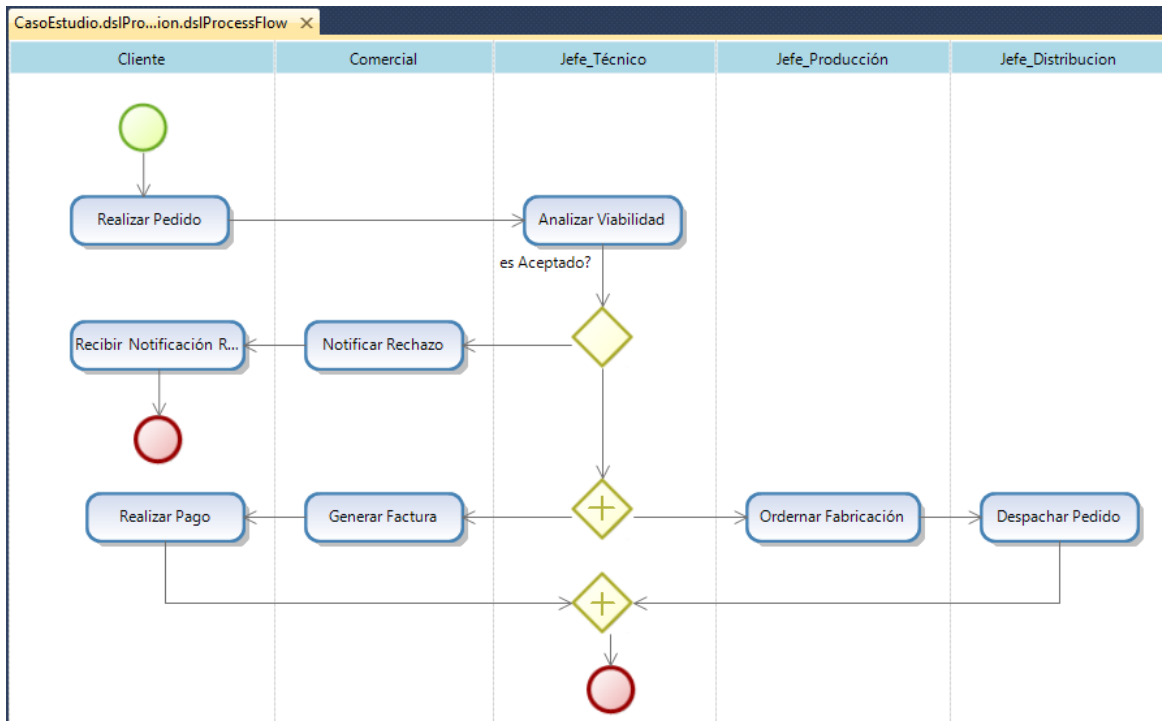 CasoEstudio.dslPro...ion.dslProcessFlow
Cliente
Comercial
Jefe_Técnico
Jefe_Producción
Jefe_Distribucion
Realizar Pedido
Analizar Viabilidad
es Aceptado?
Recibir Notificación R...
Notificar Rechazo
Realizar Pago
Generar Factura
Ordernar Fabricación
Despachar Pedido